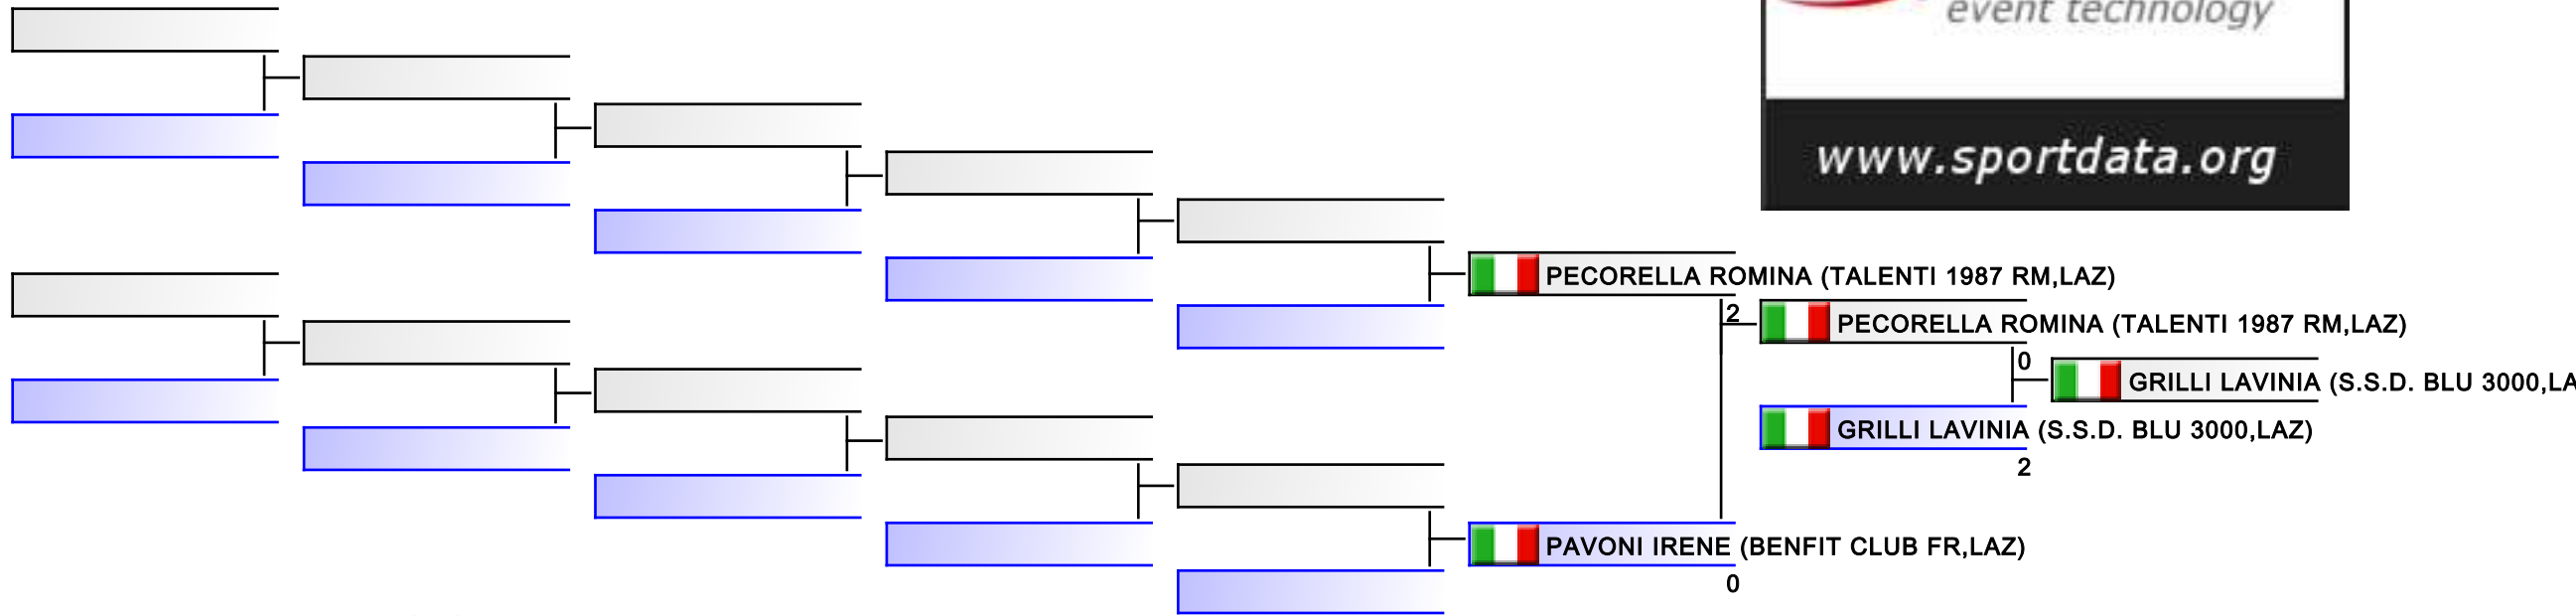 event technology
www.sportdata.org
PECORELLA ROMINA (TALENTI 1987 RM,LAZ)
2
PECORELLA ROMINA (TALENTI 1987 RM,LAZ)
0
GRILLI LAVINIA (S.S.D. BLU 3000,LA
GRILLI LAVINIA (S.S.D. BLU 3000,LAZ)
2
PAVONI IRENE (BENFIT CLUB FR,LAZ)
0